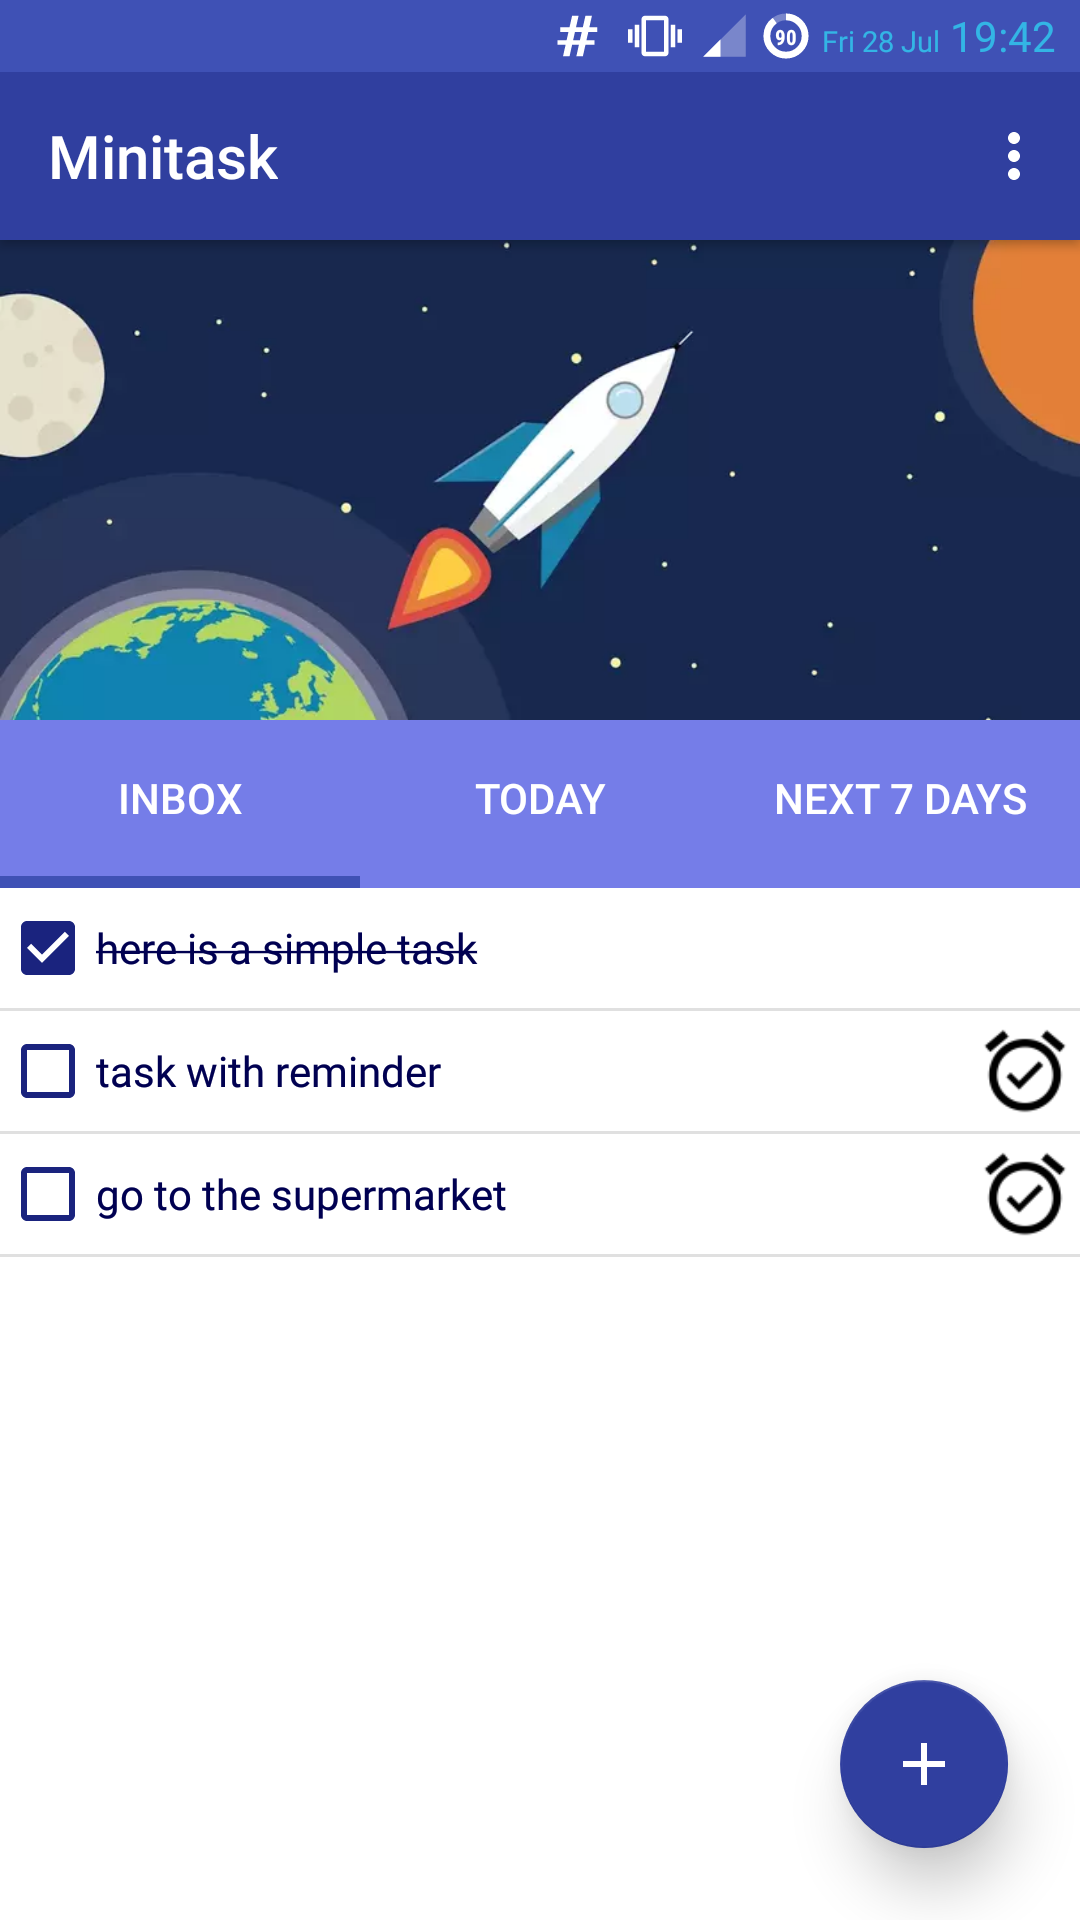 # 90 Fri 28 Jul 19:42
Minitask
INBOX TODAY NEXT 7 DAYS
here is a simple task
task with reminder
go to the supermarket
+